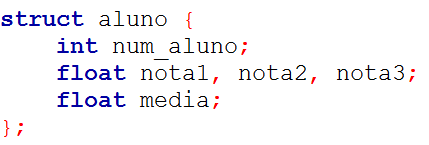 struct aluno {
    int num_aluno;
    float nota1, nota2, nota3;
    float media;
};